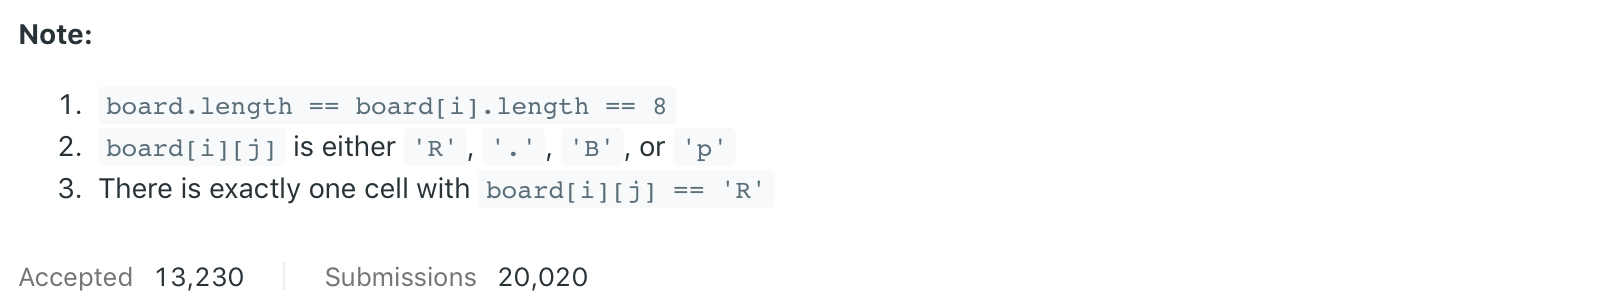 Note:
1. board.length == board[i].length == 8
2. board[i][j] is either 'R', '.', 'B', or 'p'
3. There is exactly one cell with board[i][j] == 'R'
Accepted 13,230 Submissions 20,020